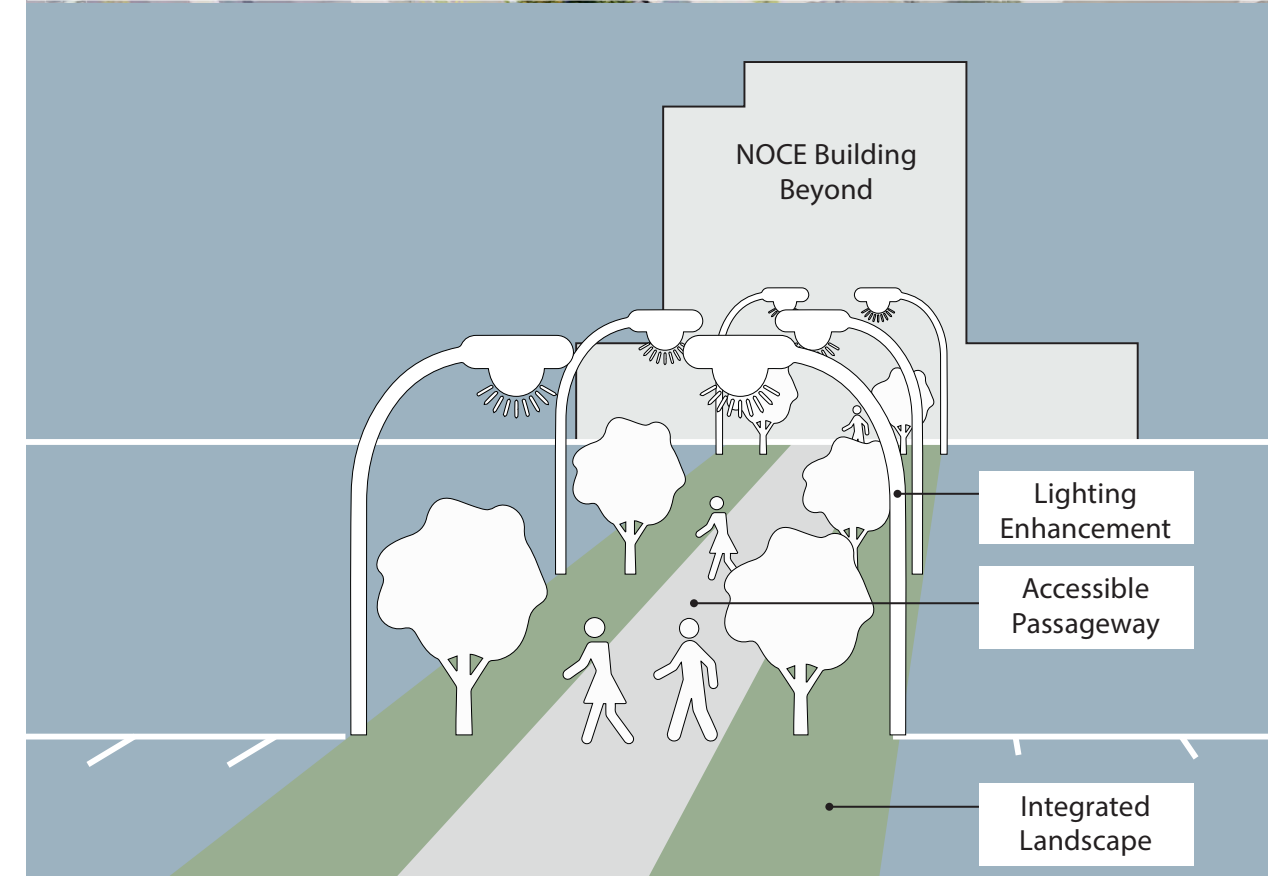 NOCE Building
Beyond
Lighting
Enhancement
Accessible
Passageway
Integrated
Landscape